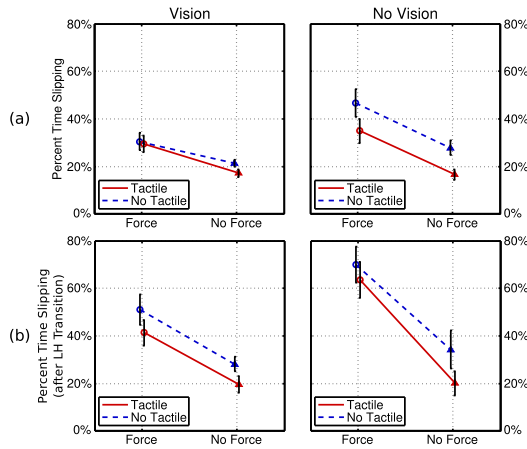 Vision
No Vision
(a)
Percent Time Slipping
80%
60%
40%
20%
0%
Tactile
No Tactile
Force
No Force
Tactile
No Tactile
Force
No Force
80%
60%
40%
20%
0%
(b)
Percent Time Slipping
(after LH Transition)
80%
60%
40%
20%
0%
Tactile
No Tactile
Force
No Force
Tactile
No Tactile
Force
No Force
80%
60%
40%
20%
0%